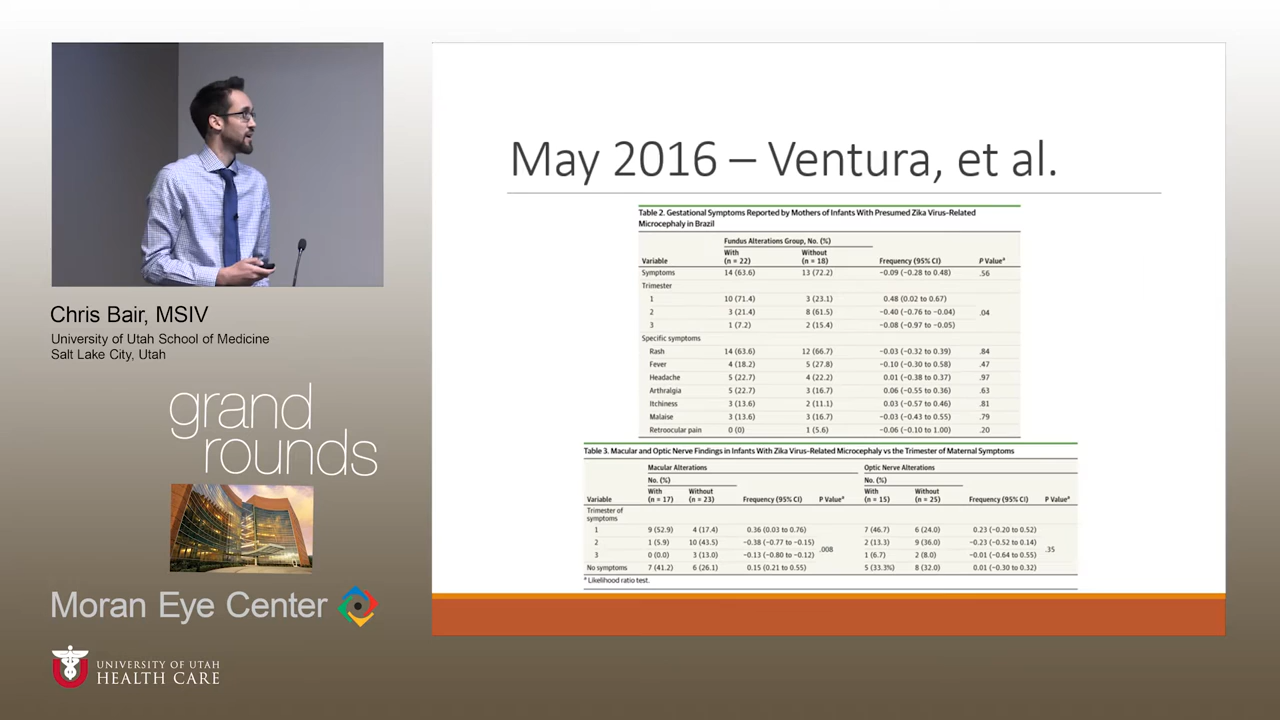 May 2016 – Ventura, et al.
Table 2. Gestational Symptoms Reported by Mothers of Infants With Presumed Zika Virus–Related
Microcephaly in Brazil
Fundus Alterations Group, No. (%)
With Without
Variable (n = 22) (n = 18) Frequency (95% CI) P Valueª
Symptoms 14 (63.6) 13 (72.2) −0.09 (−0.28 to 0.48) .56
Trimester
1 10 (71.4) 3 (23.1) 0.48 (0.02 to 0.67)
2 3 (21.4) 8 (61.5) −0.40 (−0.76 to −0.04) .04
3 1 (7.2) 2 (15.4) −0.08 (−0.97 to −0.05)
Specific symptoms
Rash 14 (63.6) 12 (66.7) −0.03 (−0.32 to 0.39) .84
Fever 4 (18.2) 5 (27.8) −0.10 (−0.30 to 0.58) .47
Headache 5 (22.7) 4 (22.2) 0.01 (−0.38 to 0.37) .97
Arthralgia 5 (22.7) 3 (16.7) 0.06 (−0.55 to 0.36) .63
Itchiness 3 (13.6) 2 (11.1) 0.03 (−0.57 to 0.46) .81
Malaise 3 (13.6) 3 (16.7) −0.03 (−0.43 to 0.55) .79
Retroocular pain 0 (0) 1 (5.6) −0.06 (−0.10 to 1.00) .20
Table 3. Macular and Optic Nerve Findings in Infants With Zika Virus–Related Microcephaly vs the Trimester of Maternal Symptoms
Macular Alterations Optic Nerve Alterations
No. (%) No. (%)
With Without With Without
Variable (n = 17) (n = 23) Frequency (95% CI) P Valueª (n = 15) (n = 25) Frequency (95% CI) P Valueª
Trimester of
symptoms
1 9 (52.9) 4 (17.4) 0.36 (0.03 to 0.76) 7 (46.7) 6 (24.0) 0.23 (−0.20 to 0.52)
2 1 (5.9) 10 (43.5) −0.38 (−0.77 to −0.15) .008 2 (13.3) 9 (36.0) −0.23 (−0.52 to 0.14) .35
3 0 (0.0) 3 (13.0) −0.13 (−0.80 to −0.12) 1 (6.7) 2 (8.0) −0.01 (−0.64 to 0.55)
No symptoms 7 (41.2) 6 (26.1) 0.15 (0.21 to 0.55) 5 (33.3%) 8 (32.0) 0.01 (−0.30 to 0.32)
ª Likelihood ratio test.
Chris Bair, MSIV
University of Utah School of Medicine
Salt Lake City, Utah
grand
rounds
Moran Eye Center
UNIVERSITY OF UTAH
HEALTH CARE